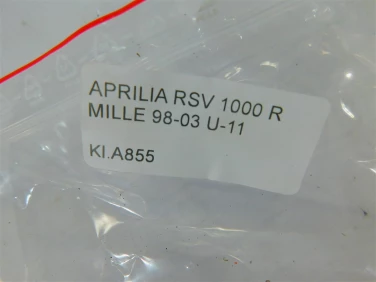 APRILIA RSV 1000 R
MILLE 98-03 U-11
KI.A855